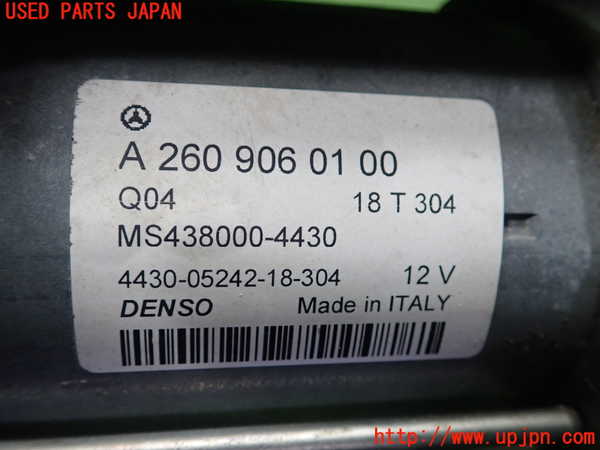 USED PARTS JAPAN
A 260 906 01 00
Q04 18 T 304
MS438000-4430
4430-05242-18-304 12 V
DENSO Made in ITALY
http://www.upjpn.com/